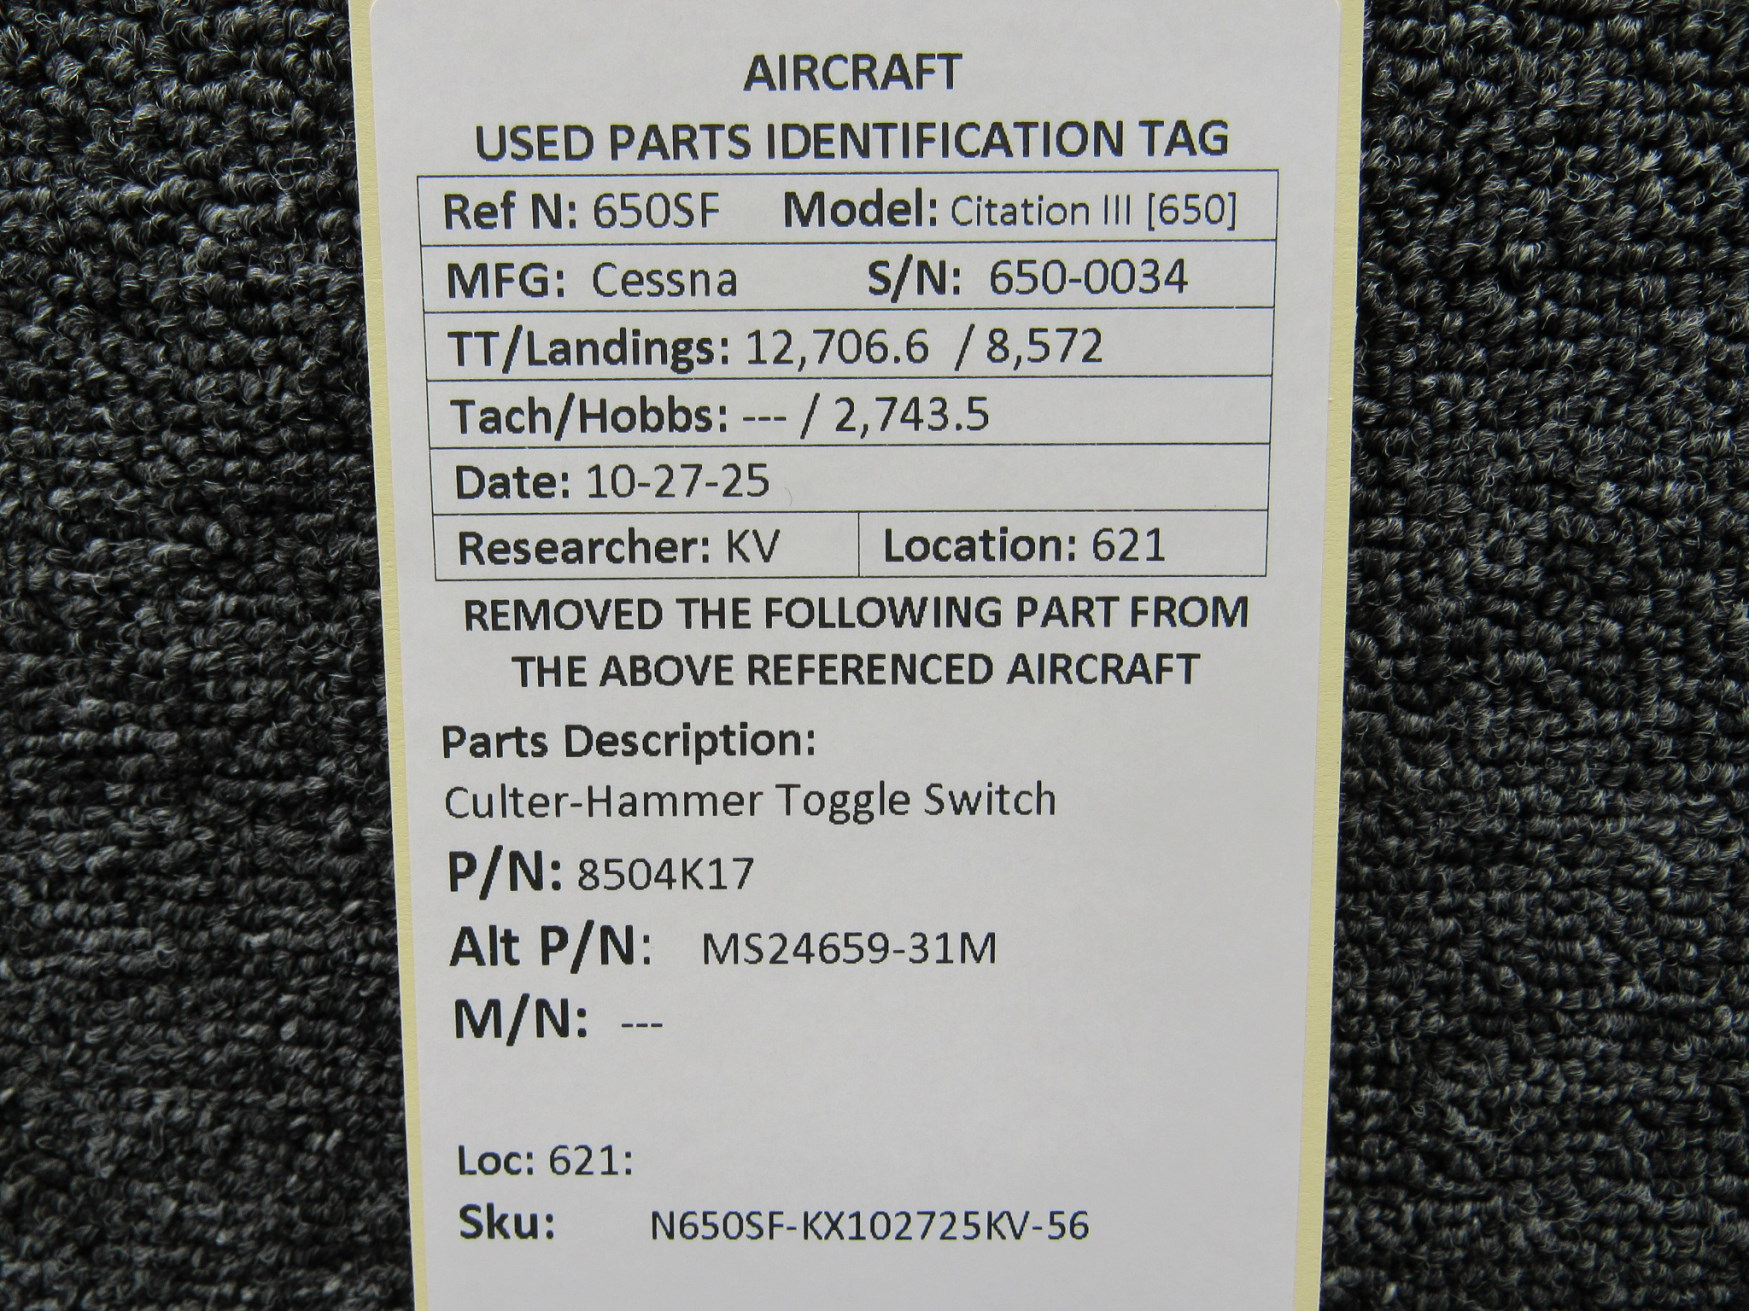 AIRCRAFT
USED PARTS IDENTIFICATION TAG
Ref N: 650SF Model: Citation III [650]
MFG: Cessna S/N: 650-0034
TT/Landings: 12,706.6 / 8,572
Tach/Hobbs: --- / 2,743.5
Date: 10-27-25
Researcher: KV Location: 621
REMOVED THE FOLLOWING PART FROM
THE ABOVE REFERENCED AIRCRAFT
Parts Description:
Culter-Hammer Toggle Switch
P/N: 8504K17
Alt P/N: MS24659-31M
M/N: ---
Loc: 621:
Sku: N650SF-KX102725KV-56